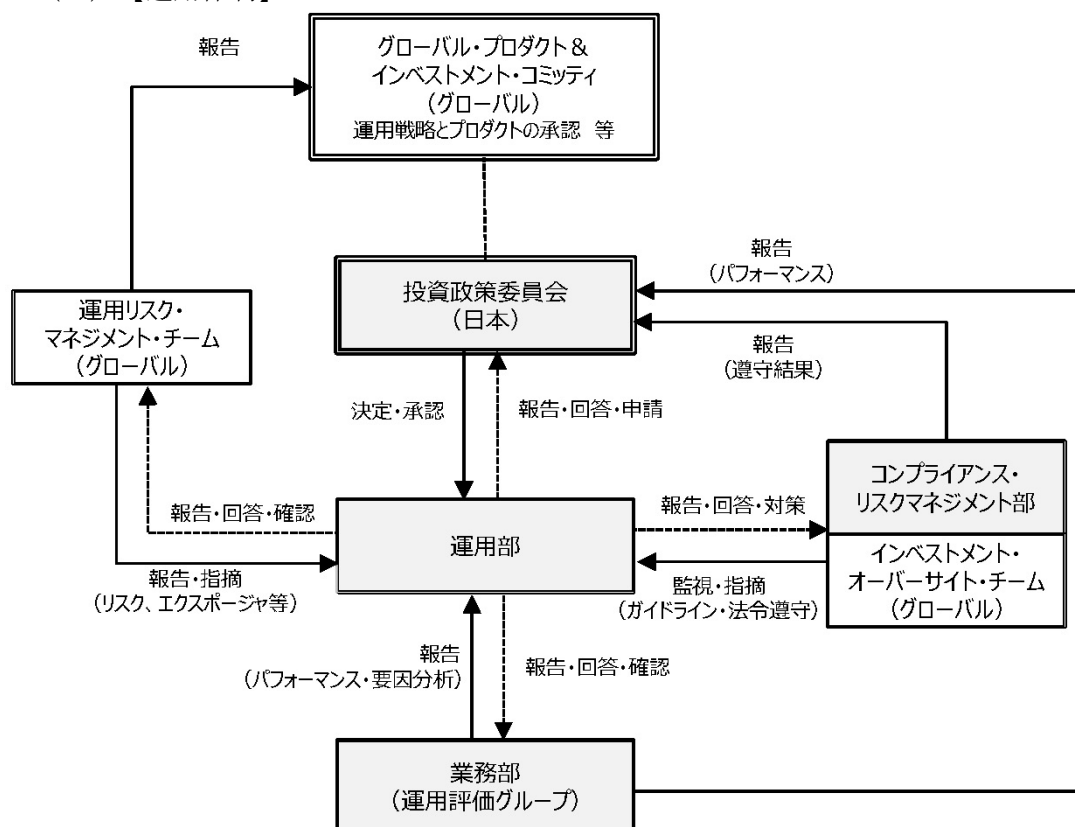 報告
グローバル・プロダクト＆
インベストメント・コミッティ
（グローバル）
運用戦略とプロダクトの承認 等
報告
（パフォーマンス）
投資政策委員会
（日本）
運用リスク・
マネジメント・チーム
（グローバル）
報告
（遵守結果）
決定・承認
報告・回答・申請
コンプライアンス・
リスクマネジメント部
報告・回答・確認
報告・回答・対策
運用部
インベストメント・
オーバーサイト・チーム
（グローバル）
報告・指摘
（リスク、エクスポージャ等）
監視・指摘
（ガイドライン・法令遵守）
報告
（パフォーマンス・要因分析）
報告・回答・確認
業務部
（運用評価グループ）